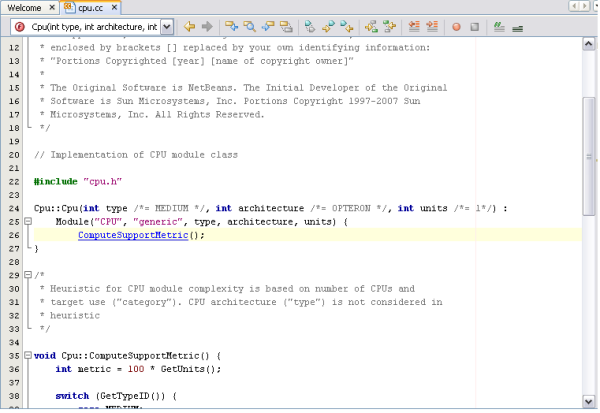 Welcome
cpu.cc
Cpu(int type, int architecture, int
12 * enclosed by brackets [] replaced by your own identifying information:
13 * "Portions Copyrighted [year] [name of copyright owner]"
14 *
15 * The Original Software is NetBeans. The Initial Developer of the Original
16 * Software is Sun Microsystems, Inc. Portions Copyright 1997-2007 Sun
17 * Microsystems, Inc. All Rights Reserved.
18 */
19
20 // Implementation of CPU module class
21
22 #include "cpu.h"
23
24 Cpu::Cpu(int type /*= MEDIUM */, int architecture /*= OPTERON */, int units /*= 1*/) :
25 Module("CPU", "generic", type, architecture, units) {
26 ComputeSupportMetric();
27 }
28
29 /*
30 * Heuristic for CPU module complexity is based on number of CPUs and
31 * target use ("category"). CPU architecture ("type") is not considered in
32 * heuristic
33 */
34
35 void Cpu::ComputeSupportMetric() {
36 int metric = 100 * GetUnits();
37
38 switch (GetTypeID()) {